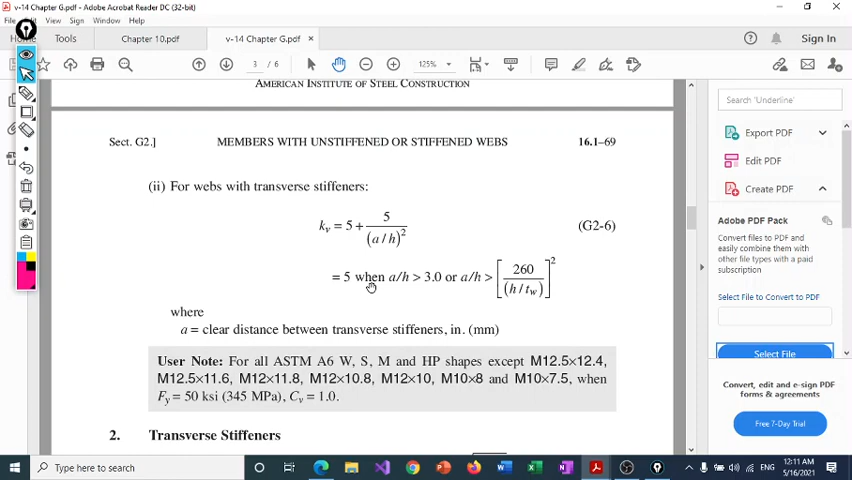 v-14 Chapter G.pdf - Adobe Acrobat Reader DC (32-bit)
File Edit View Sign Window Help
Home Tools Chapter 10.pdf v-14 Chapter G.pdf × Sign In
3 / 6 125%
AMERICAN INSTITUTE OF STEEL CONSTRUCTION
Sect. G2.] MEMBERS WITH UNSTIFFENED OR STIFFENED WEBS 16.1–69
(ii) For webs with transverse stiffeners:
kv = 5 + 5 / (a / h)² (G2-6)
= 5 when a/h > 3.0 or a/h > [260 / (h / tw)]²
where
a = clear distance between transverse stiffeners, in. (mm)
User Note: For all ASTM A6 W, S, M and HP shapes except M12.5×12.4,
M12.5×11.6, M12×11.8, M12×10.8, M12×10, M10×8 and M10×7.5, when
Fy = 50 ksi (345 MPa), Cv = 1.0.
2. Transverse Stiffeners
Search 'Underline'
Export PDF
Edit PDF
Create PDF
Adobe PDF Pack
Convert files to PDF and
easily combine them with
other file types with a paid
subscription
Select File to Convert to PDF
Select File
Convert, edit and e-sign PDF
forms & agreements
Free 7-Day Trial
Type here to search
ENG
12:11 AM
5/16/2021